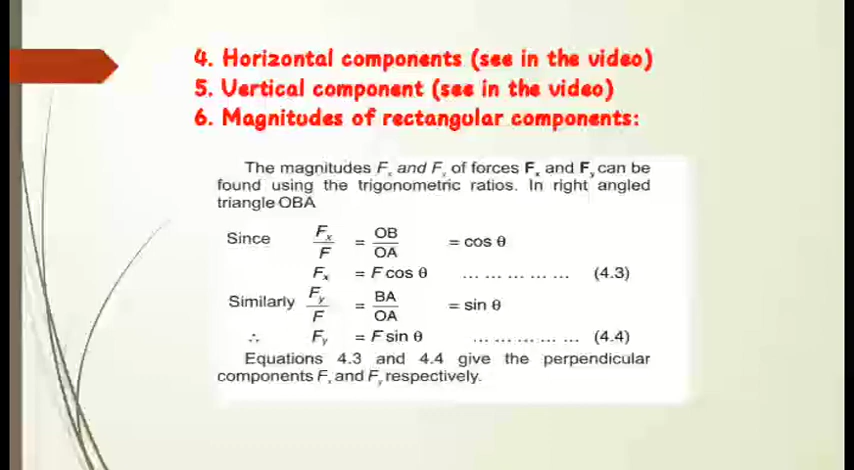 4. Horizontal components (see in the video)
5. Vertical component (see in the video)
6. Magnitudes of rectangular components:
The magnitudes Fx and Fy of forces Fx and Fy can be
found using the trigonometric ratios. In right angled
triangle OBA
Since Fx/F = OB/OA = cos θ
Fx = F cos θ ... ... ... ... ... (4.3)
Similarly Fy/F = BA/OA = sin θ
∴ Fy = F sin θ ... ... ... ... ... (4.4)
Equations 4.3 and 4.4 give the perpendicular
components Fx and Fy respectively.